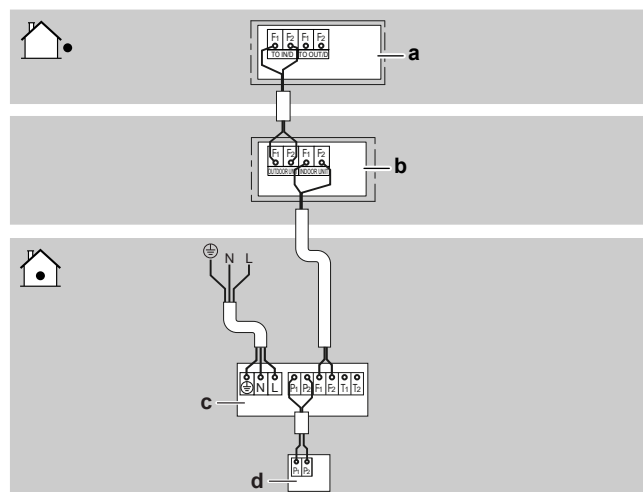 F1 F2 F1 F2
TO IN/D TO OUT/D
a
F1 F2 F1 F2
OUTDOOR UNIT INDOOR UNIT
b
N L
N L P1 P2 F1 F2 T1 T2
c
P1 P2
d